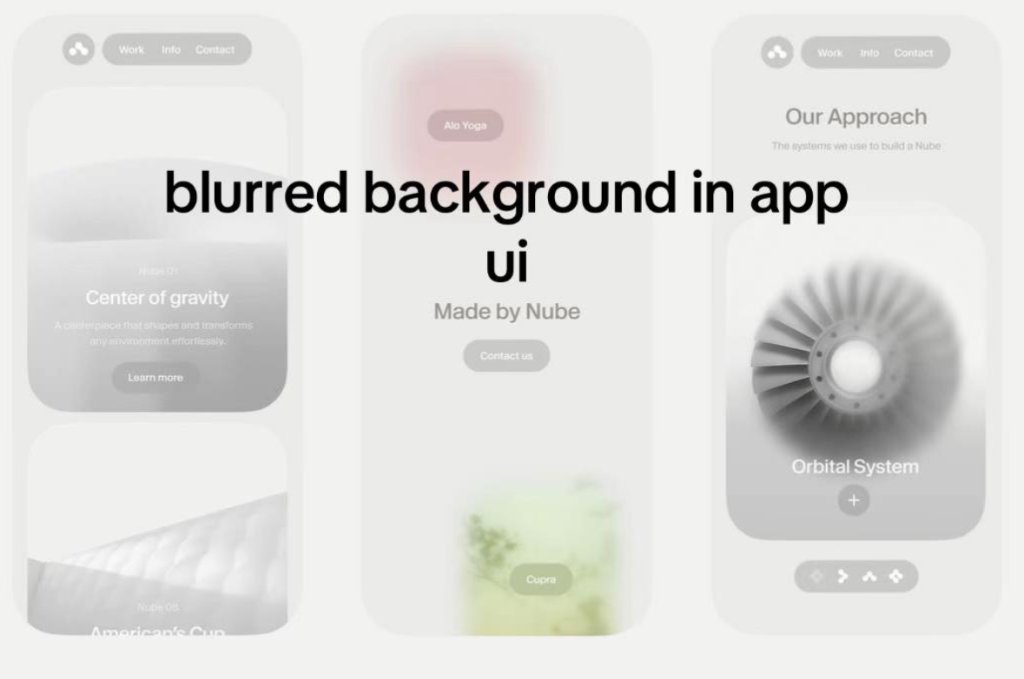 blurred background in app
ui
Work Info Contact
Nube 01
Center of gravity
A centerpiece that shapes and transforms
any environment effortlessly.
Learn more
Nube 08
American's Cup
Alo Yoga
Made by Nube
Contact us
Cupra
Work Info Contact
Our Approach
The systems we use to build a Nube
Orbital System